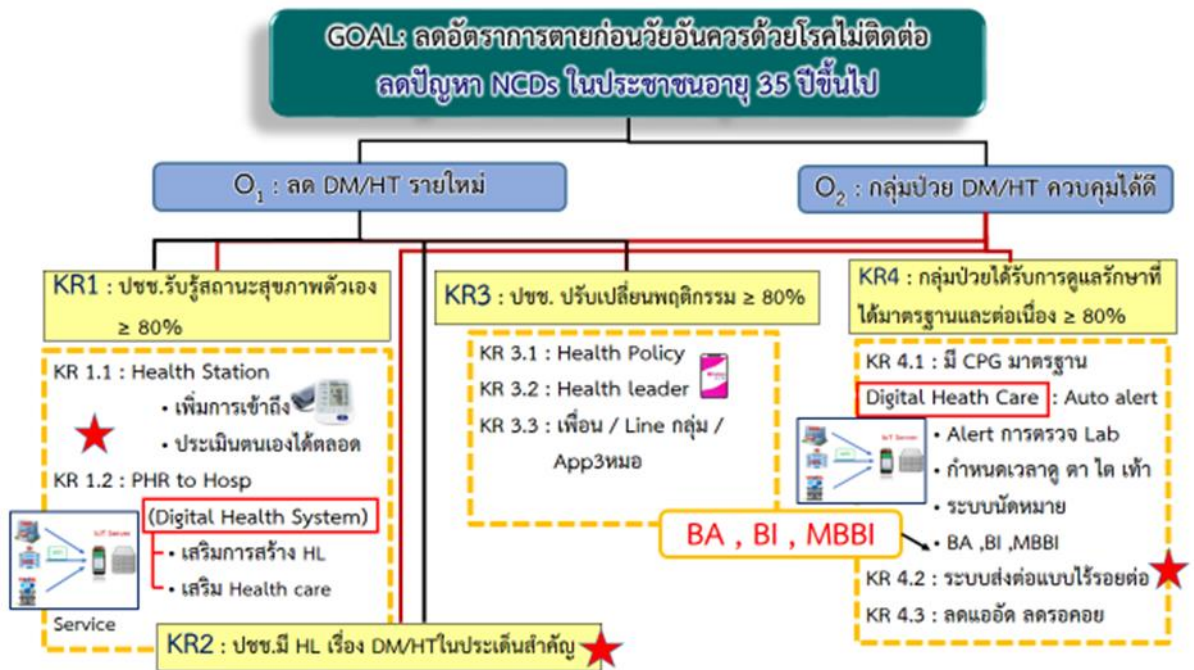 GOAL: ลดอัตราการตายก่อนวัยอันควรด้วยโรคไม่ติดต่อ
ลดปัญหา NCDs ในประชาชนอายุ 35 ปีขึ้นไป
O1 : ลด DM/HT รายใหม่
O2 : กลุ่มป่วย DM/HT ควบคุมได้ดี
KR1 : ปชช.รับรู้สถานะสุขภาพตัวเอง
≥ 80%
KR 1.1 : Health Station
• เพิ่มการเข้าถึง
• ประเมินตนเองได้ตลอด
KR 1.2 : PHR to Hosp
(Digital Health System)
IoT Server
• เสริมการสร้าง HL
• เสริม Health care
Service
KR2 : ปชช.มี HL เรื่อง DM/HTในประเด็นสำคัญ
KR3 : ปชช. ปรับเปลี่ยนพฤติกรรม ≥ 80%
KR 3.1 : Health Policy
KR 3.2 : Health leader
KR 3.3 : เพื่อน / Line กลุ่ม /
App3หมอ
BA , BI , MBBI
KR4 : กลุ่มป่วยได้รับการดูแลรักษาที่
ได้มาตรฐานและต่อเนื่อง ≥ 80%
KR 4.1 : มี CPG มาตรฐาน
Digital Heath Care : Auto alert
IoT Server
• Alert การตรวจ Lab
• กำหนดเวลาดู ตา ไต เท้า
• ระบบนัดหมาย
• BA ,BI ,MBBI
KR 4.2 : ระบบส่งต่อแบบไร้รอยต่อ
KR 4.3 : ลดแออัด ลดรอคอย